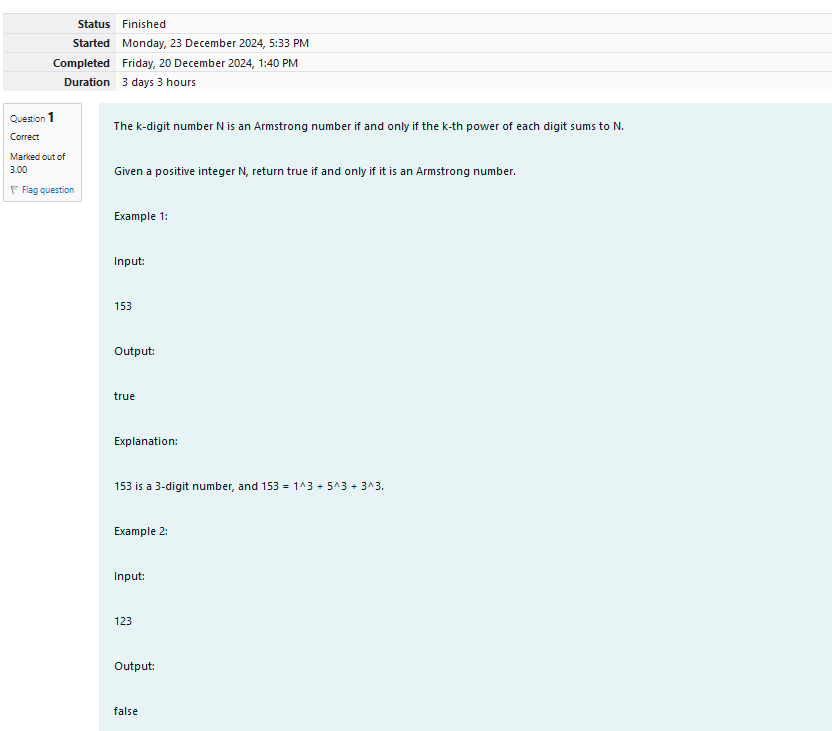 Status Finished
Started Monday, 23 December 2024, 5:33 PM
Completed Friday, 20 December 2024, 1:40 PM
Duration 3 days 3 hours
Question 1
Correct
Marked out of
3.00
Flag question
The k-digit number N is an Armstrong number if and only if the k-th power of each digit sums to N.
Given a positive integer N, return true if and only if it is an Armstrong number.
Example 1:
Input:
153
Output:
true
Explanation:
153 is a 3-digit number, and 153 = 1^3 + 5^3 + 3^3.
Example 2:
Input:
123
Output:
false